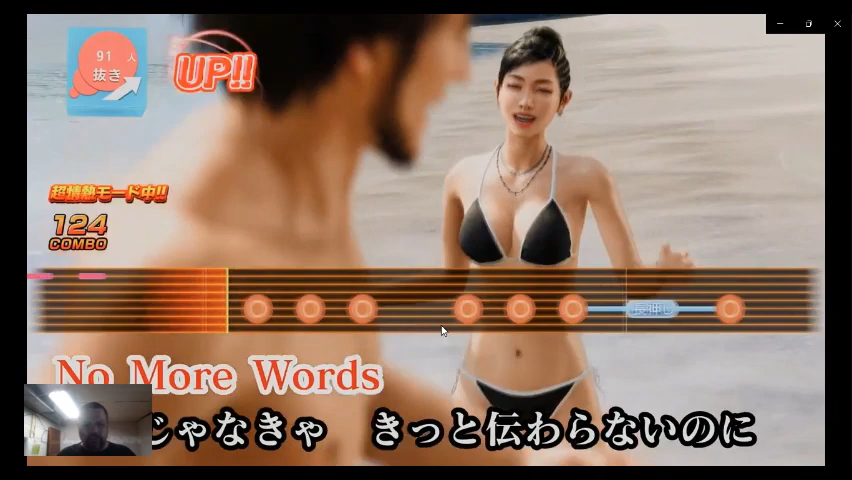 91人
抜き
UP!!
超情熱モード中!!
124
COMBO
長押し
No More Words
じゃなきゃ きっと伝わらないのに